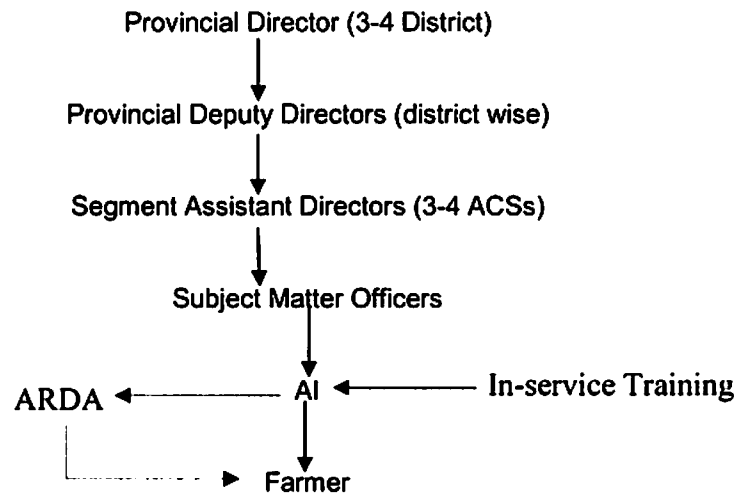 Provincial Director (3-4 District)
Provincial Deputy Directors (district wise)
Segment Assistant Directors (3-4 ACSs)
Subject Matter Officers
ARDA
AI
In-service Training
Farmer